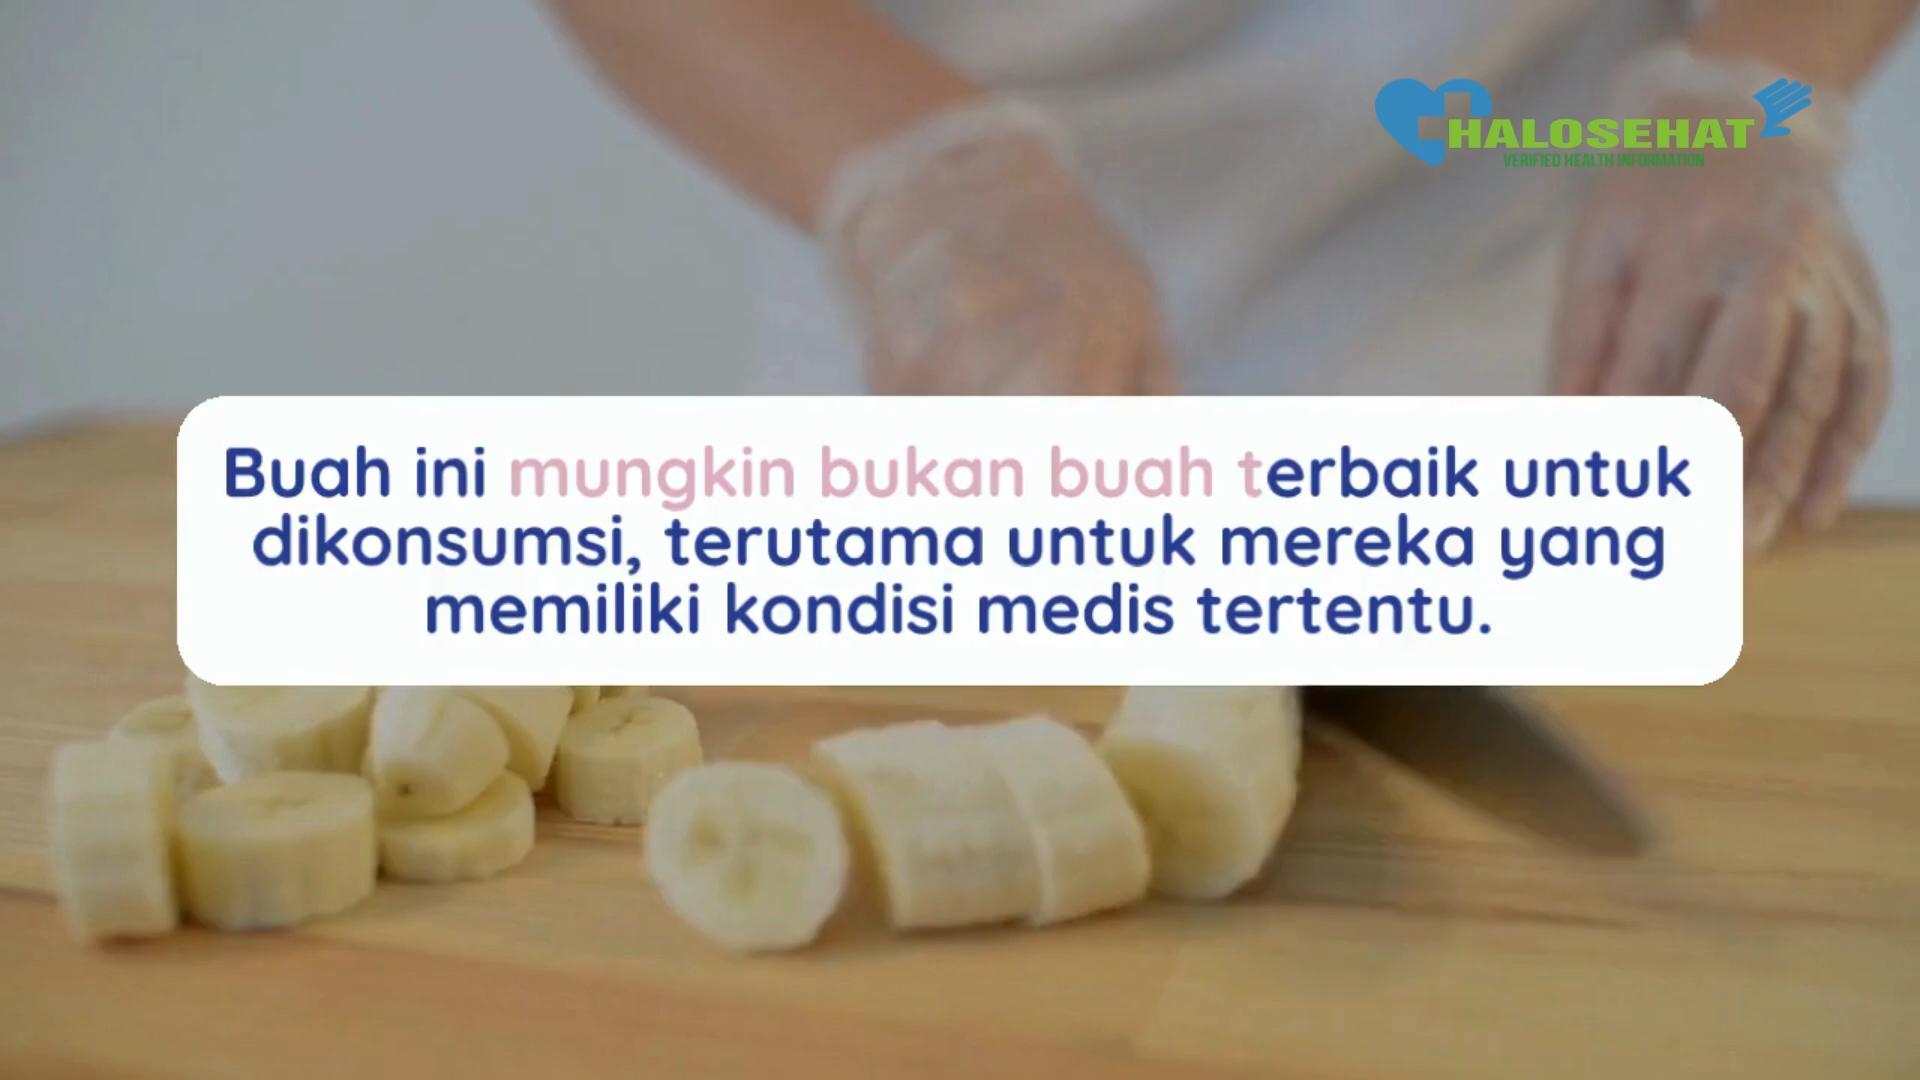 HALOSEHAT
VERIFIED HEALTH INFORMATION
Buah ini mungkin bukan buah terbaik untuk
dikonsumsi, terutama untuk mereka yang
memiliki kondisi medis tertentu.